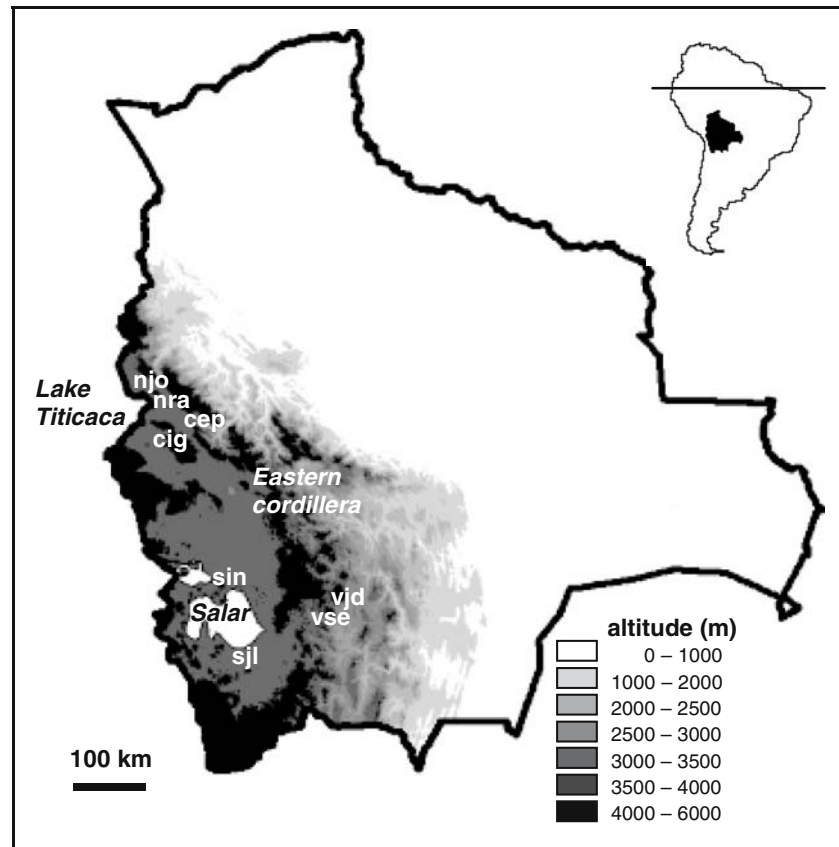 njo
Lake
Titicaca
nra
cep
cig
Eastern
cordillera
sin
Salar
vjd
vse
sjl
altitude (m)
0 – 1000
1000 – 2000
2000 – 2500
2500 – 3000
3000 – 3500
3500 – 4000
4000 – 6000
100 km